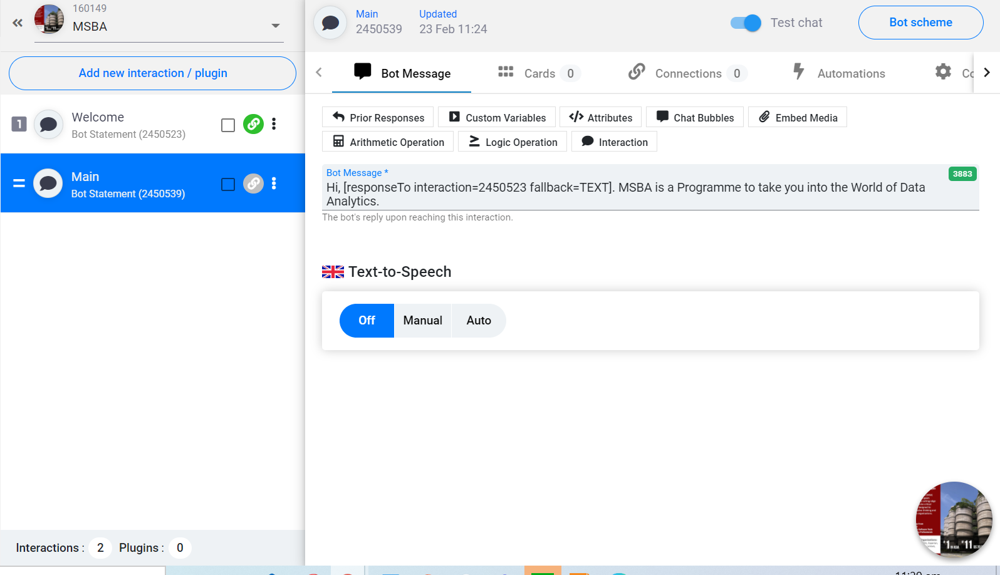 160149
MSBA
Add new interaction / plugin
1
Welcome
Bot Statement (2450523)
Main
Bot Statement (2450539)
Interactions : 2 Plugins : 0
Main
2450539
Updated
23 Feb 11:24
Test chat
Bot scheme
Bot Message
Cards 0
Connections 0
Automations
Co
Prior Responses
Custom Variables
</> Attributes
Chat Bubbles
Embed Media
Arithmetic Operation
Logic Operation
Interaction
Bot Message *
3883
Hi, [responseTo interaction=2450523 fallback=TEXT]. MSBA is a Programme to take you into the World of Data
Analytics.
The bot's reply upon reaching this interaction.
Text-to-Speech
Off Manual Auto
#1 IN ASIA #11